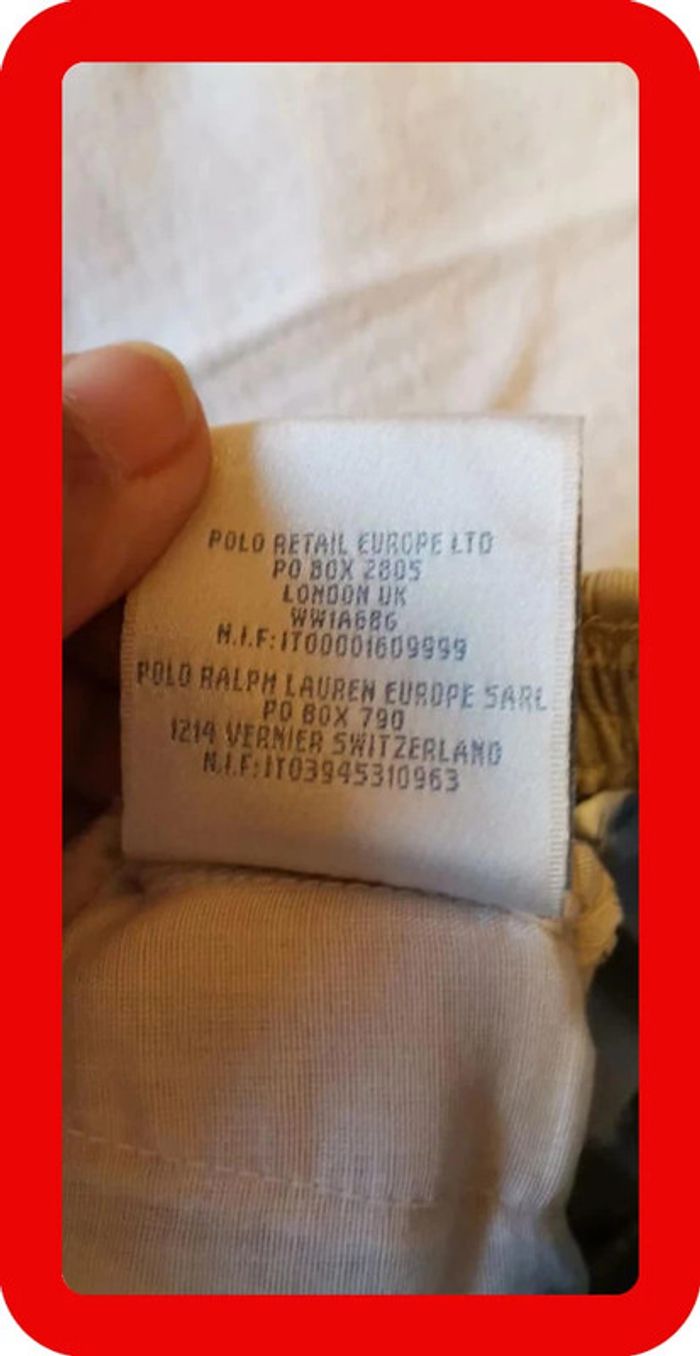 POLO RETAIL EUROPE LTD
PO BOX 2805
LONDON UK
WW1A686
N.I.F:IT00001609999
POLO RALPH LAUREN EUROPE SARL
PO BOX 790
1214 VERNIER SWITZERLAND
N.I.F:IT03945310963